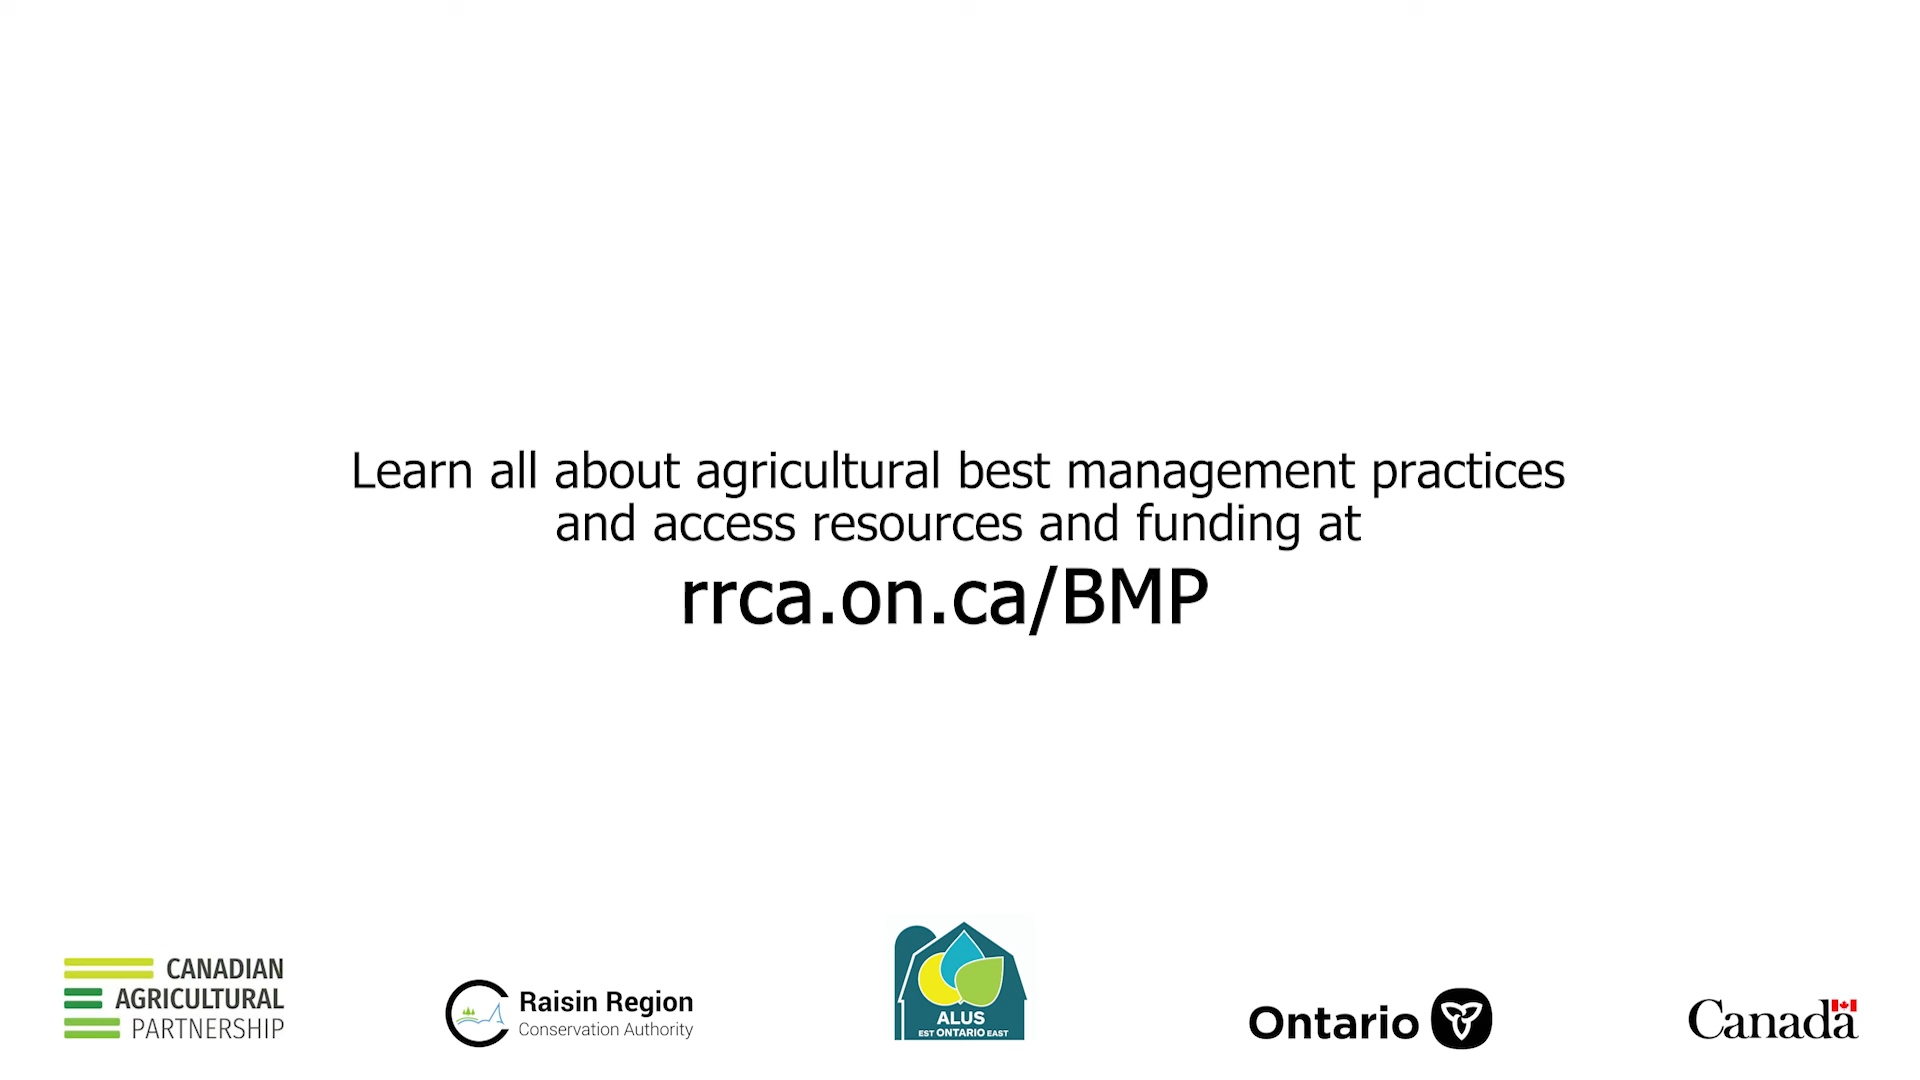 Learn all about agricultural best management practices
and access resources and funding at
rrca.on.ca/BMP
CANADIAN
AGRICULTURAL
PARTNERSHIP
Raisin Region
Conservation Authority
ALUS
EST ONTARIO EAST
Ontario
Canada